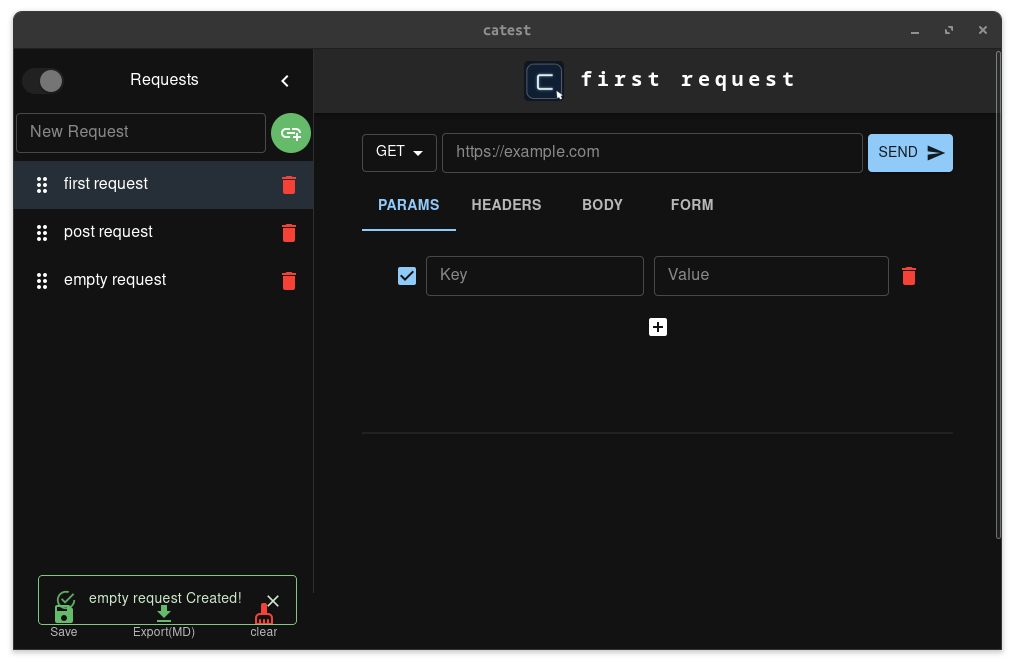 catest
Requests
first request
New Request
GET
https://example.com
SEND
first request
post request
empty request
PARAMS
HEADERS
BODY
FORM
Key
Value
empty request Created!
Save
Export(MD)
clear